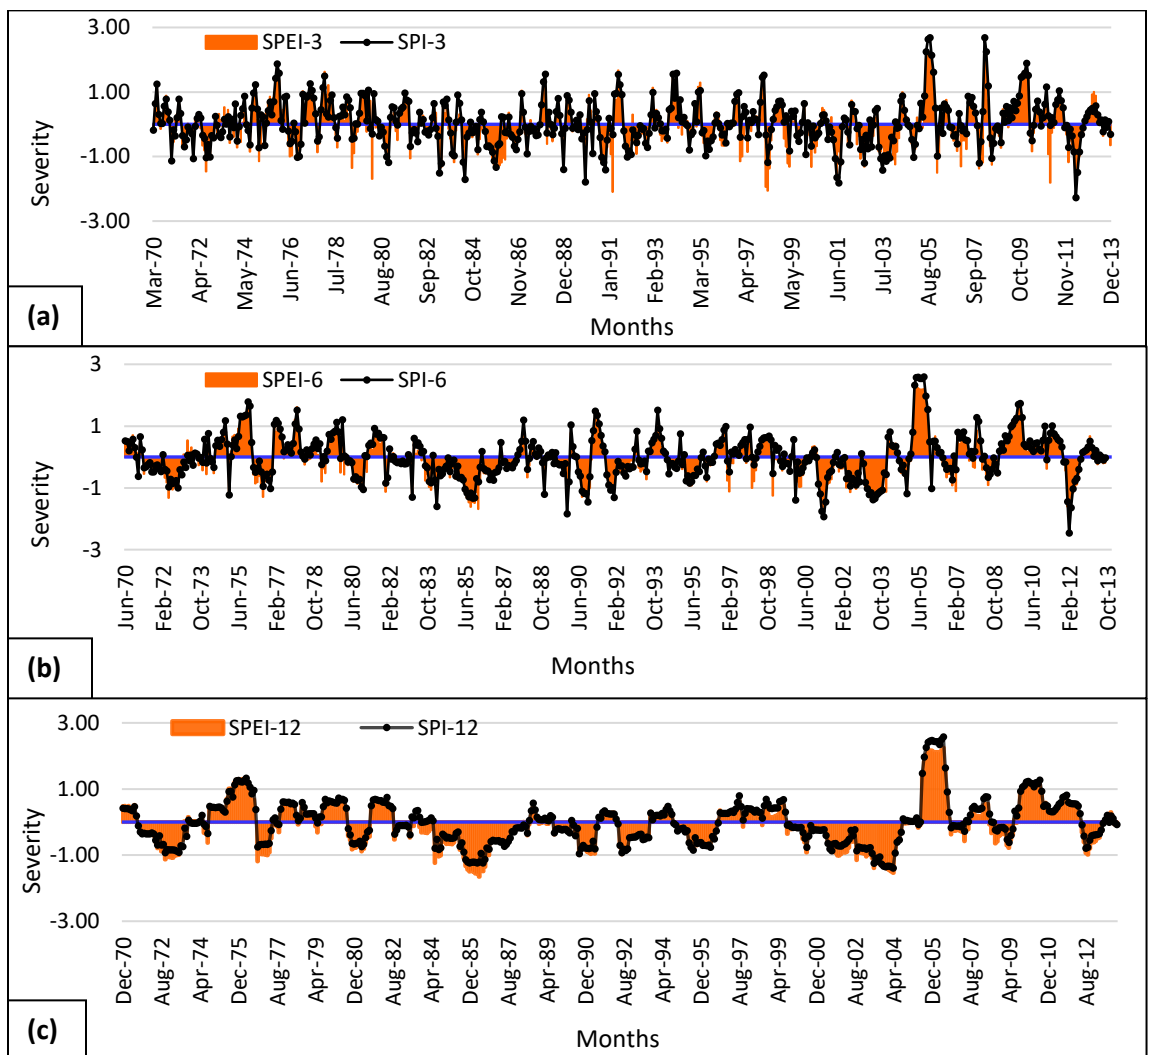 SPEI-3 SPI-3
3.00
1.00
-1.00
-3.00
Severity
Mar-70 Apr-72 May-74 Jun-76 Jul-78 Aug-80 Sep-82 Oct-84 Nov-86 Dec-88 Jan-91 Feb-93 Mar-95 Apr-97 May-99 Jun-01 Jul-03 Aug-05 Sep-07 Oct-09 Nov-11 Dec-13
Months
(a)
SPEI-6 SPI-6
3
1
-1
-3
Severity
Jun-70 Feb-72 Oct-73 Jun-75 Feb-77 Oct-78 Jun-80 Feb-82 Oct-83 Jun-85 Feb-87 Oct-88 Jun-90 Feb-92 Oct-93 Jun-95 Feb-97 Oct-98 Jun-00 Feb-02 Oct-03 Jun-05 Feb-07 Oct-08 Jun-10 Feb-12 Oct-13
Months
(b)
SPEI-12 SPI-12
3.00
1.00
-1.00
-3.00
Severity
Dec-70 Aug-72 Apr-74 Dec-75 Aug-77 Apr-79 Dec-80 Aug-82 Apr-84 Dec-85 Aug-87 Apr-89 Dec-90 Aug-92 Apr-94 Dec-95 Aug-97 Apr-99 Dec-00 Aug-02 Apr-04 Dec-05 Aug-07 Apr-09 Dec-10 Aug-12
Months
(c)